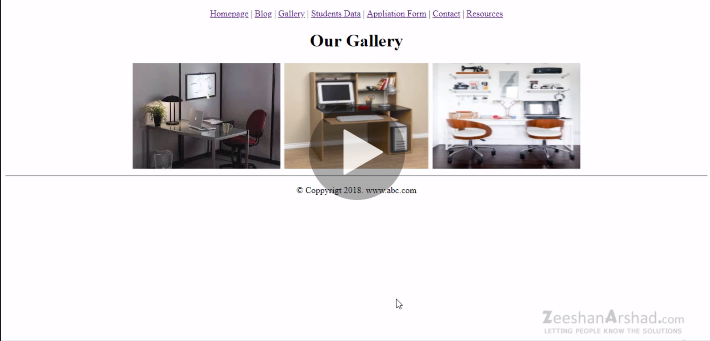 Homepage | Blog | Gallery | Students Data | Appliation Form | Contact | Resources
Our Gallery
© Coppyrigt 2018. www.abc.com
ZeeshanArshad.com
LETTING PEOPLE KNOW THE SOLUTIONS